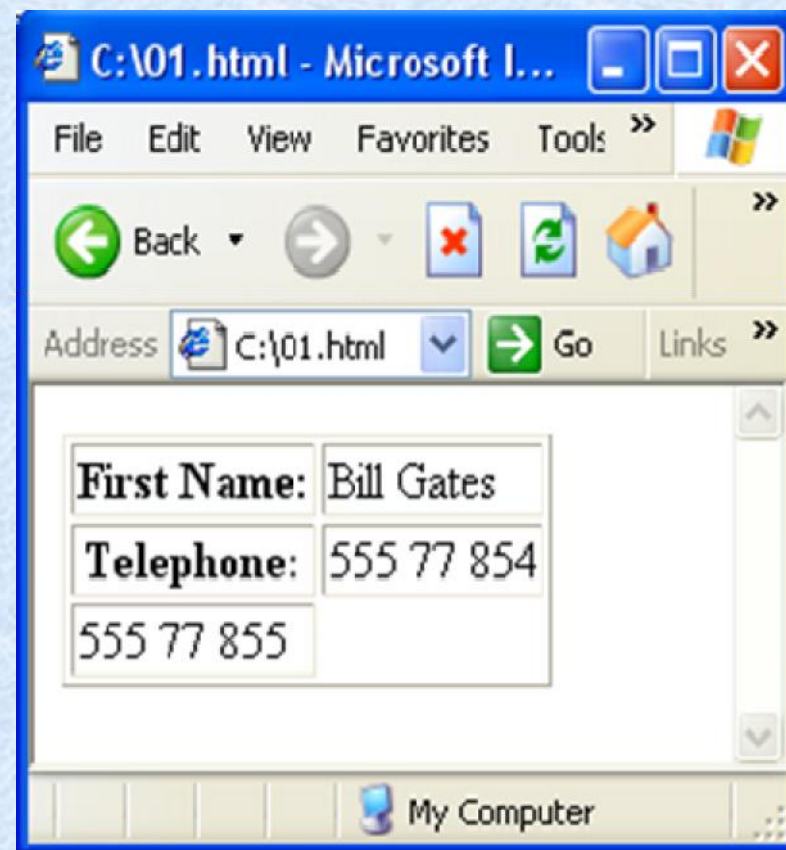 C:\01.html - Microsoft I...
File Edit View Favorites Tools »
Back »
Address C:\01.html Go Links »
First Name: Bill Gates
Telephone: 555 77 854
555 77 855
My Computer